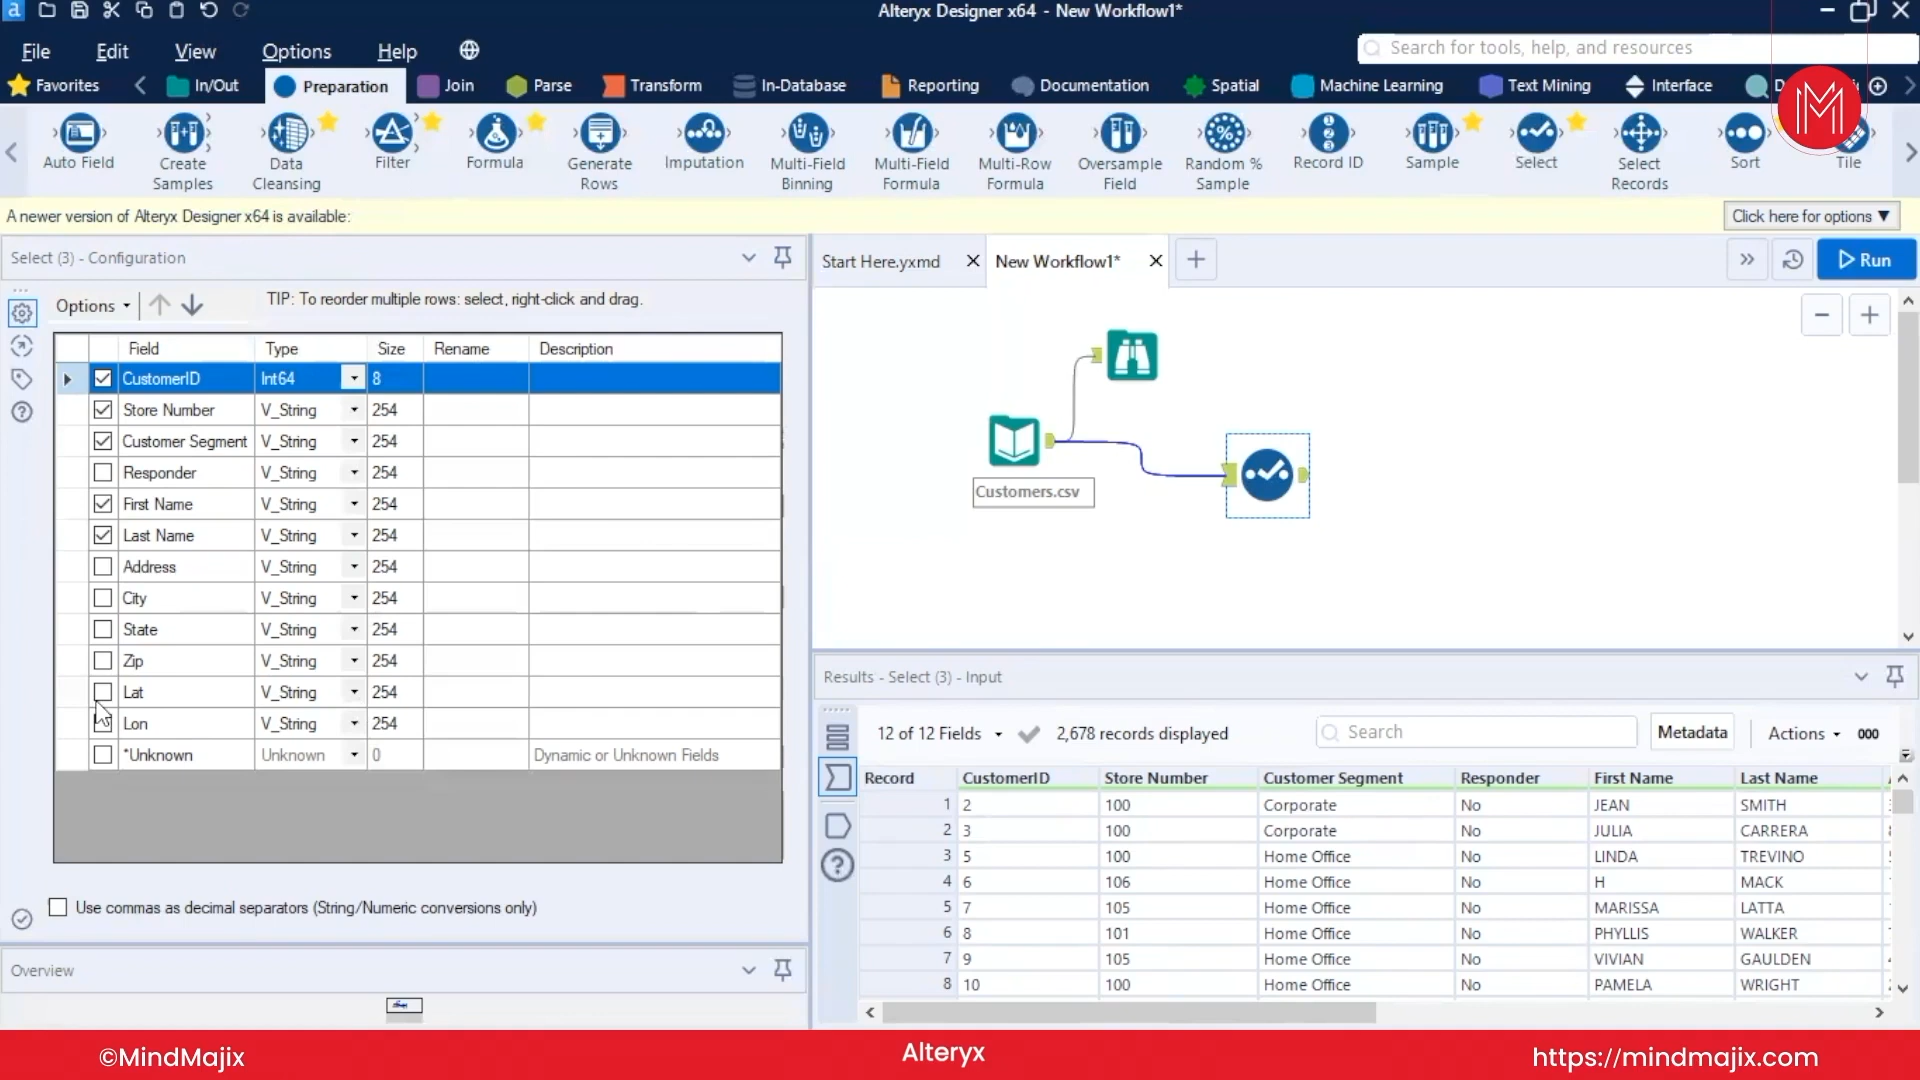 a
Alteryx Designer x64 - New Workflow1*
File Edit View Options Help
Search for tools, help, and resources
Favorites In/Out Preparation Join Parse Transform In-Database Reporting Documentation Spatial Machine Learning Text Mining Interface
M
Auto Field
Create Samples
Data Cleansing
Filter
Formula
Generate Rows
Imputation
Multi-Field Binning
Multi-Field Formula
Multi-Row Formula
Oversample Field
Random % Sample
Record ID
Sample
Select
Select Records
Sort
Tile
A newer version of Alteryx Designer x64 is available:
Click here for options ▼
Select (3) - Configuration
Options
TIP: To reorder multiple rows: select, right-click and drag.
Field Type Size Rename Description
CustomerID Int64 8
Store Number V_String 254
Customer Segment V_String 254
Responder V_String 254
First Name V_String 254
Last Name V_String 254
Address V_String 254
City V_String 254
State V_String 254
Zip V_String 254
Lat V_String 254
Lon V_String 254
*Unknown Unknown 0 Dynamic or Unknown Fields
Use commas as decimal separators (String/Numeric conversions only)
Overview
Start Here.yxmd
New Workflow1*
Run
Customers.csv
Results - Select (3) - Input
12 of 12 Fields
2,678 records displayed
Search
Metadata
Actions
000
Record CustomerID Store Number Customer Segment Responder First Name Last Name
1 2 100 Corporate No JEAN SMITH
2 3 100 Corporate No JULIA CARRERA
3 5 100 Home Office No LINDA TREVINO
4 6 106 Home Office No H MACK
5 7 105 Home Office No MARISSA LATTA
6 8 101 Home Office No PHYLLIS WALKER
7 9 105 Home Office No VIVIAN GAULDEN
8 10 100 Home Office No PAMELA WRIGHT
©MindMajix
Alteryx
https://mindmajix.com